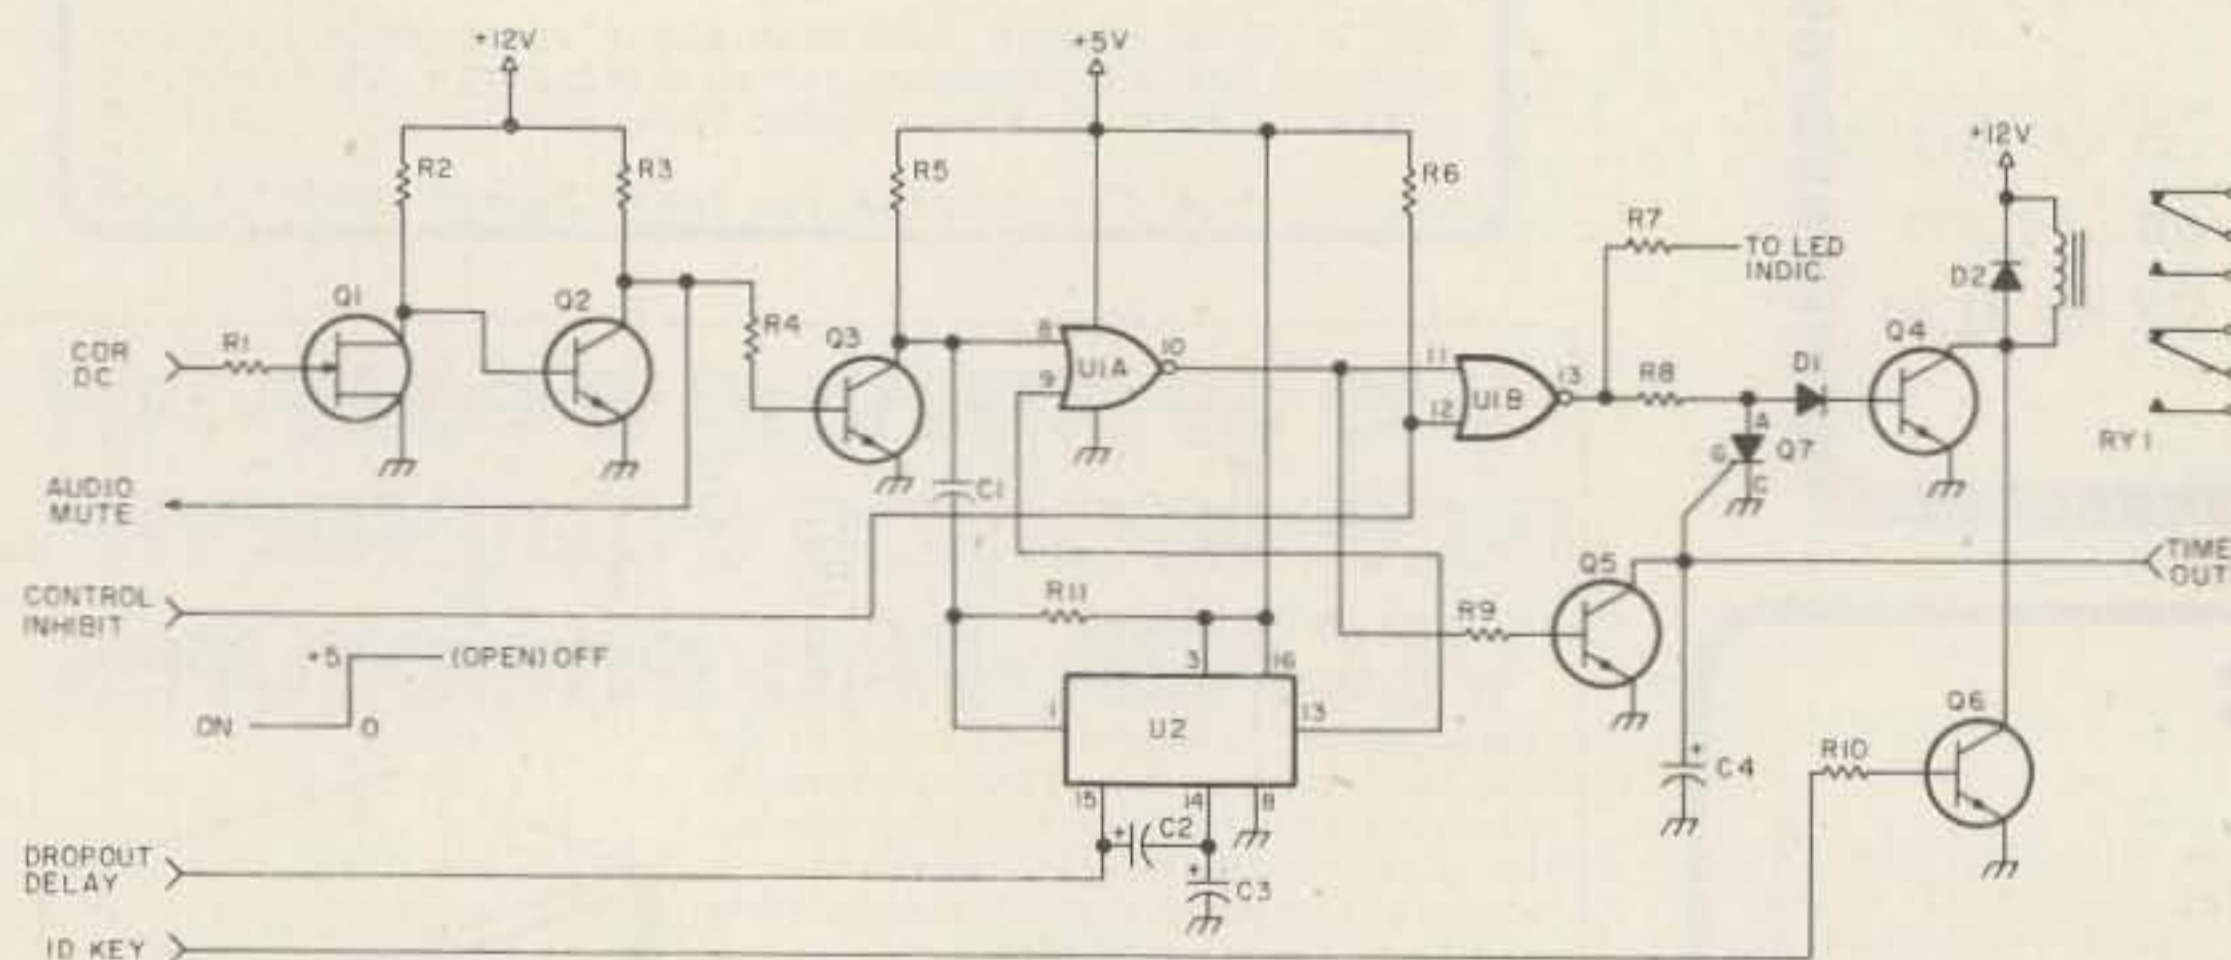 +12V
+5V
+12V
R2
R3
R5
R6
R7
TO LED
INDIC.
D2
Q1
Q2
R4
Q3
8
U1A
10
9
11
U1B
13
12
R8
D1
Q4
COR
DC
R1
A
G
Q7
C
RY1
AUDIO
MUTE
C1
TIME
OUT
CONTROL
INHIBIT
R11
R9
Q5
+5
(OPEN) OFF
ON
0
3
16
1
U2
13
Q6
R10
+
C4
15
14
8
+
C2
DROPOUT
DELAY
+
C3
ID KEY